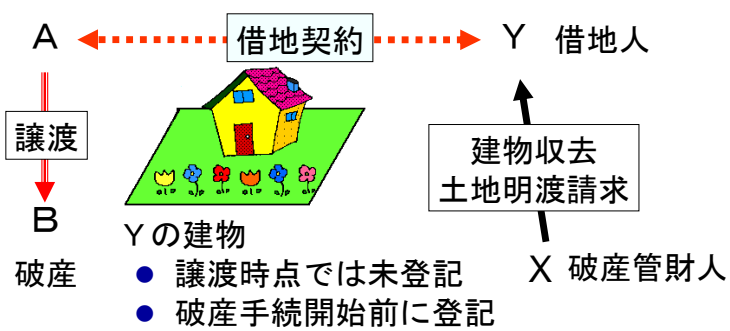 A
借地契約
Y 借地人
譲渡
建物収去
土地明渡請求
B
破産
Yの建物
● 譲渡時点では未登記
● 破産手続開始前に登記
X 破産管財人